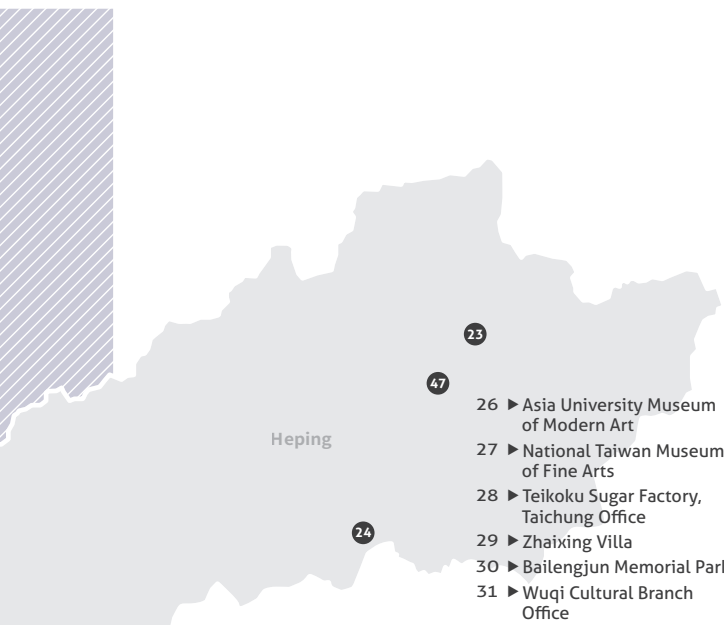 23
47
Heping
24
26 ▶ Asia University Museum
of Modern Art
27 ▶ National Taiwan Museum
of Fine Arts
28 ▶ Teikoku Sugar Factory,
Taichung Office
29 ▶ Zhaixing Villa
30 ▶ Bailengjun Memorial
31 ▶ Wuqi Cultural Branch
Office